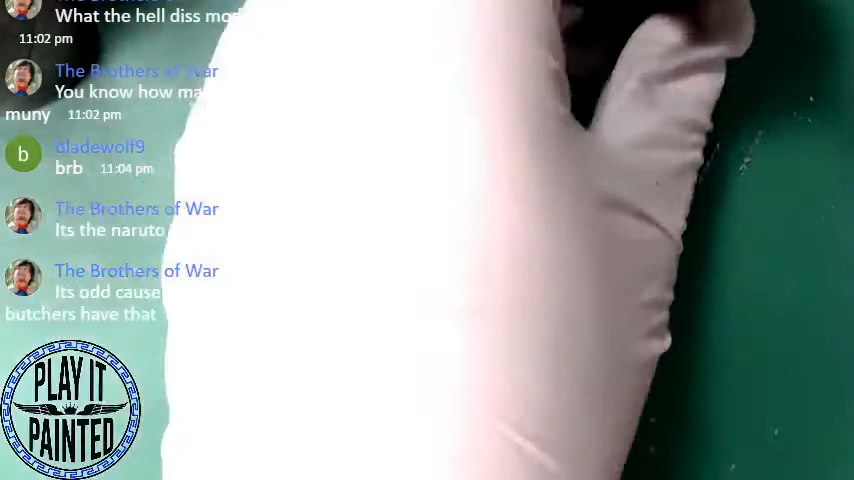 What the hell diss
11:02 pm
The Brothers of War
You know how
muny 11:02 pm
b
bladewolf9
brb 11:04 pm
The Brothers of War
Its the naruto
The Brothers of War
Its odd cause
butchers have that
PLAY IT
PAINTED